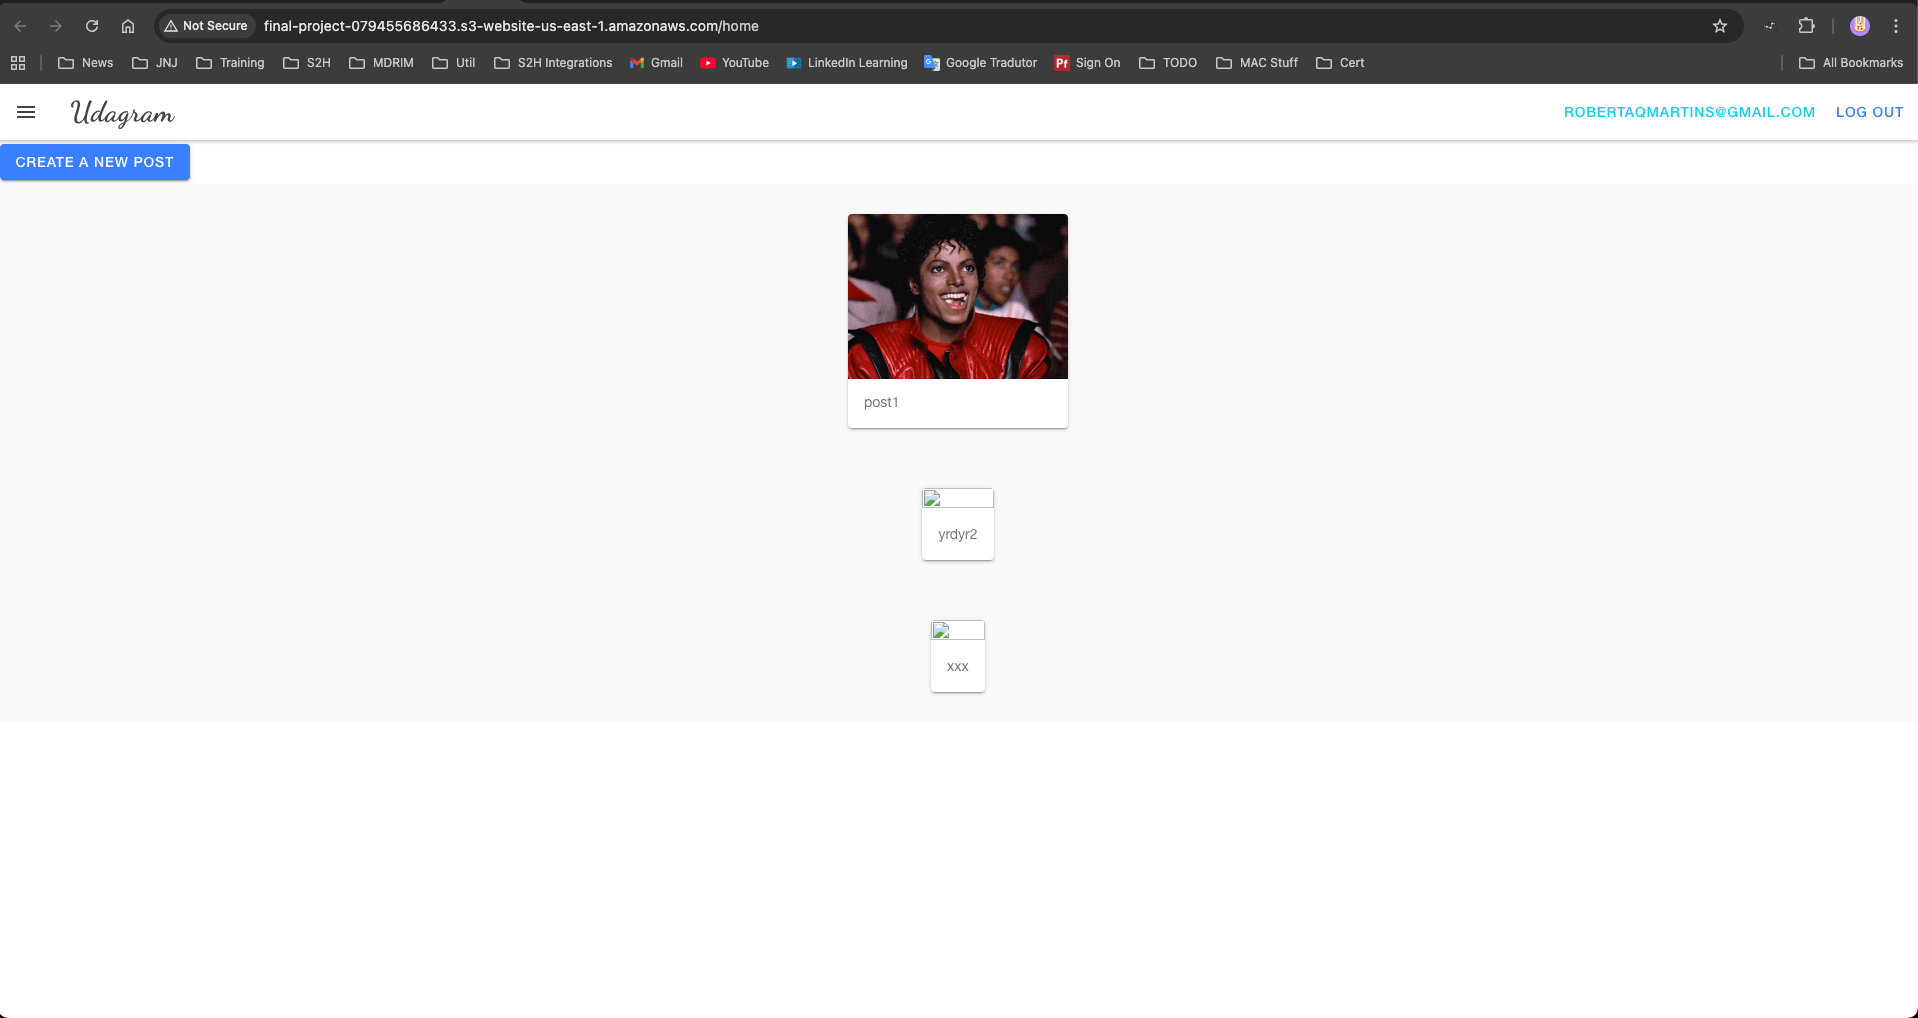 Not Secure final-project-079455686433.s3-website-us-east-1.amazonaws.com/home
News JNJ Training S2H MDRIM Util S2H Integrations Gmail YouTube LinkedIn Learning Google Tradutor Pf Sign On TODO MAC Stuff Cert All Bookmarks
Udagram ROBERTAQMARTINS@GMAIL.COM LOG OUT
CREATE A NEW POST
post1
yrdyr2
xxx